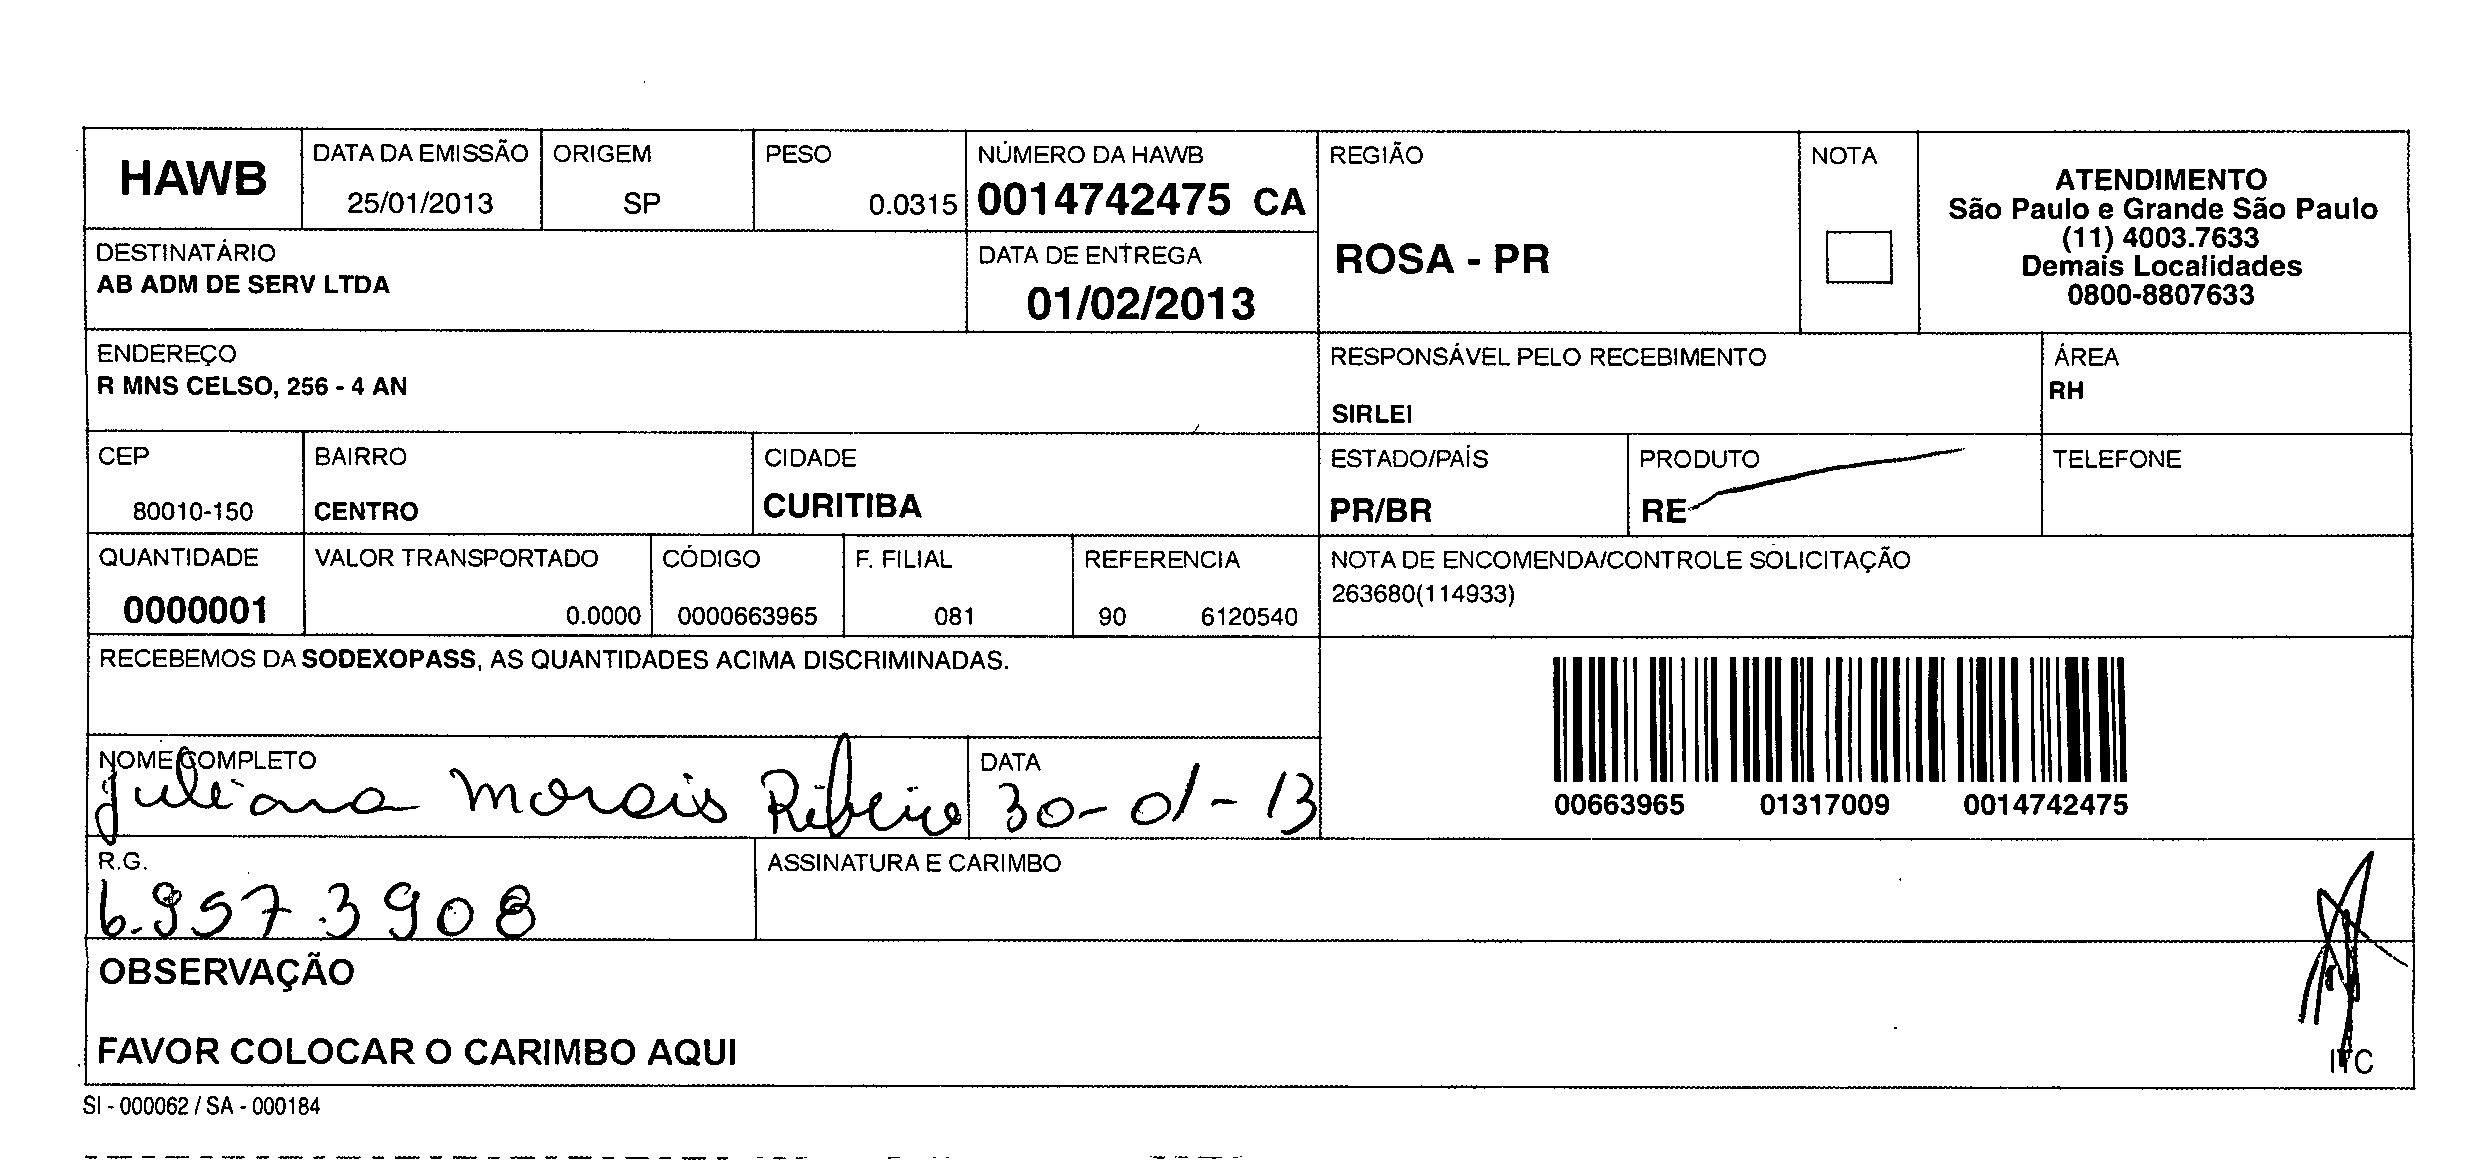 HAWB
DATA DA EMISSÃO
25/01/2013
ORIGEM
SP
PESO
0.0315
NÚMERO DA HAWB
0014742475 CA
REGIÃO
ROSA - PR
NOTA
ATENDIMENTO
São Paulo e Grande São Paulo
(11) 4003.7633
Demais Localidades
0800-8807633
DESTINATÁRIO
AB ADM DE SERV LTDA
DATA DE ENTREGA
01/02/2013
ENDEREÇO
R MNS CELSO, 256 - 4 AN
RESPONSÁVEL PELO RECEBIMENTO
SIRLEI
ÁREA
RH
CEP
80010-150
BAIRRO
CENTRO
CIDADE
CURITIBA
ESTADO/PAÍS
PR/BR
PRODUTO
RE
TELEFONE
QUANTIDADE
0000001
VALOR TRANSPORTADO
0.0000
CÓDIGO
0000663965
F. FILIAL
081
REFERENCIA
90 6120540
NOTA DE ENCOMENDA/CONTROLE SOLICITAÇÃO
263680(114933)
RECEBEMOS DA SODEXOPASS, AS QUANTIDADES ACIMA DISCRIMINADAS.
00663965 01317009 0014742475
NOME COMPLETO
Juliana Morais Ribeiro
DATA
30-01-13
R.G.
6.957.3908
ASSINATURA E CARIMBO
OBSERVAÇÃO
FAVOR COLOCAR O CARIMBO AQUI
ITC
SI - 000062 / SA - 000184